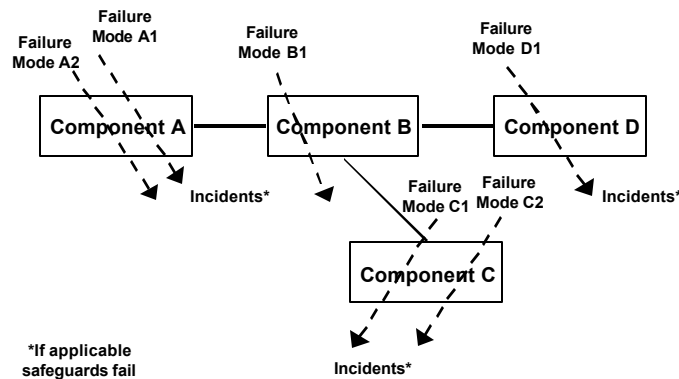 Failure
Mode A1
Failure
Mode A2
Failure
Mode B1
Failure
Mode D1
Component A
Component B
Component D
Incidents*
Failure
Mode C1
Failure
Mode C2
Incidents*
Component C
Incidents*
*If applicable
safeguards fail